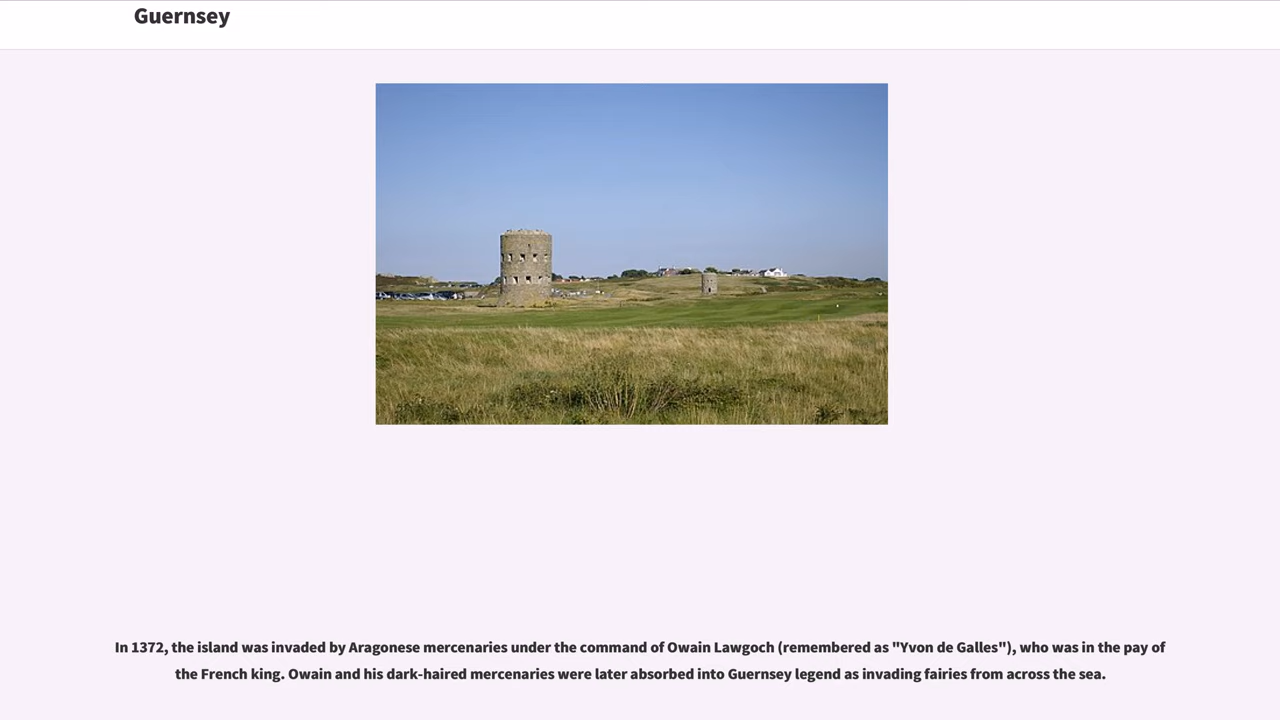 Guernsey
In 1372, the island was invaded by Aragonese mercenaries under the command of Owain Lawgoch (remembered as "Yvon de Galles"), who was in the pay of
the French king. Owain and his dark-haired mercenaries were later absorbed into Guernsey legend as invading fairies from across the sea.